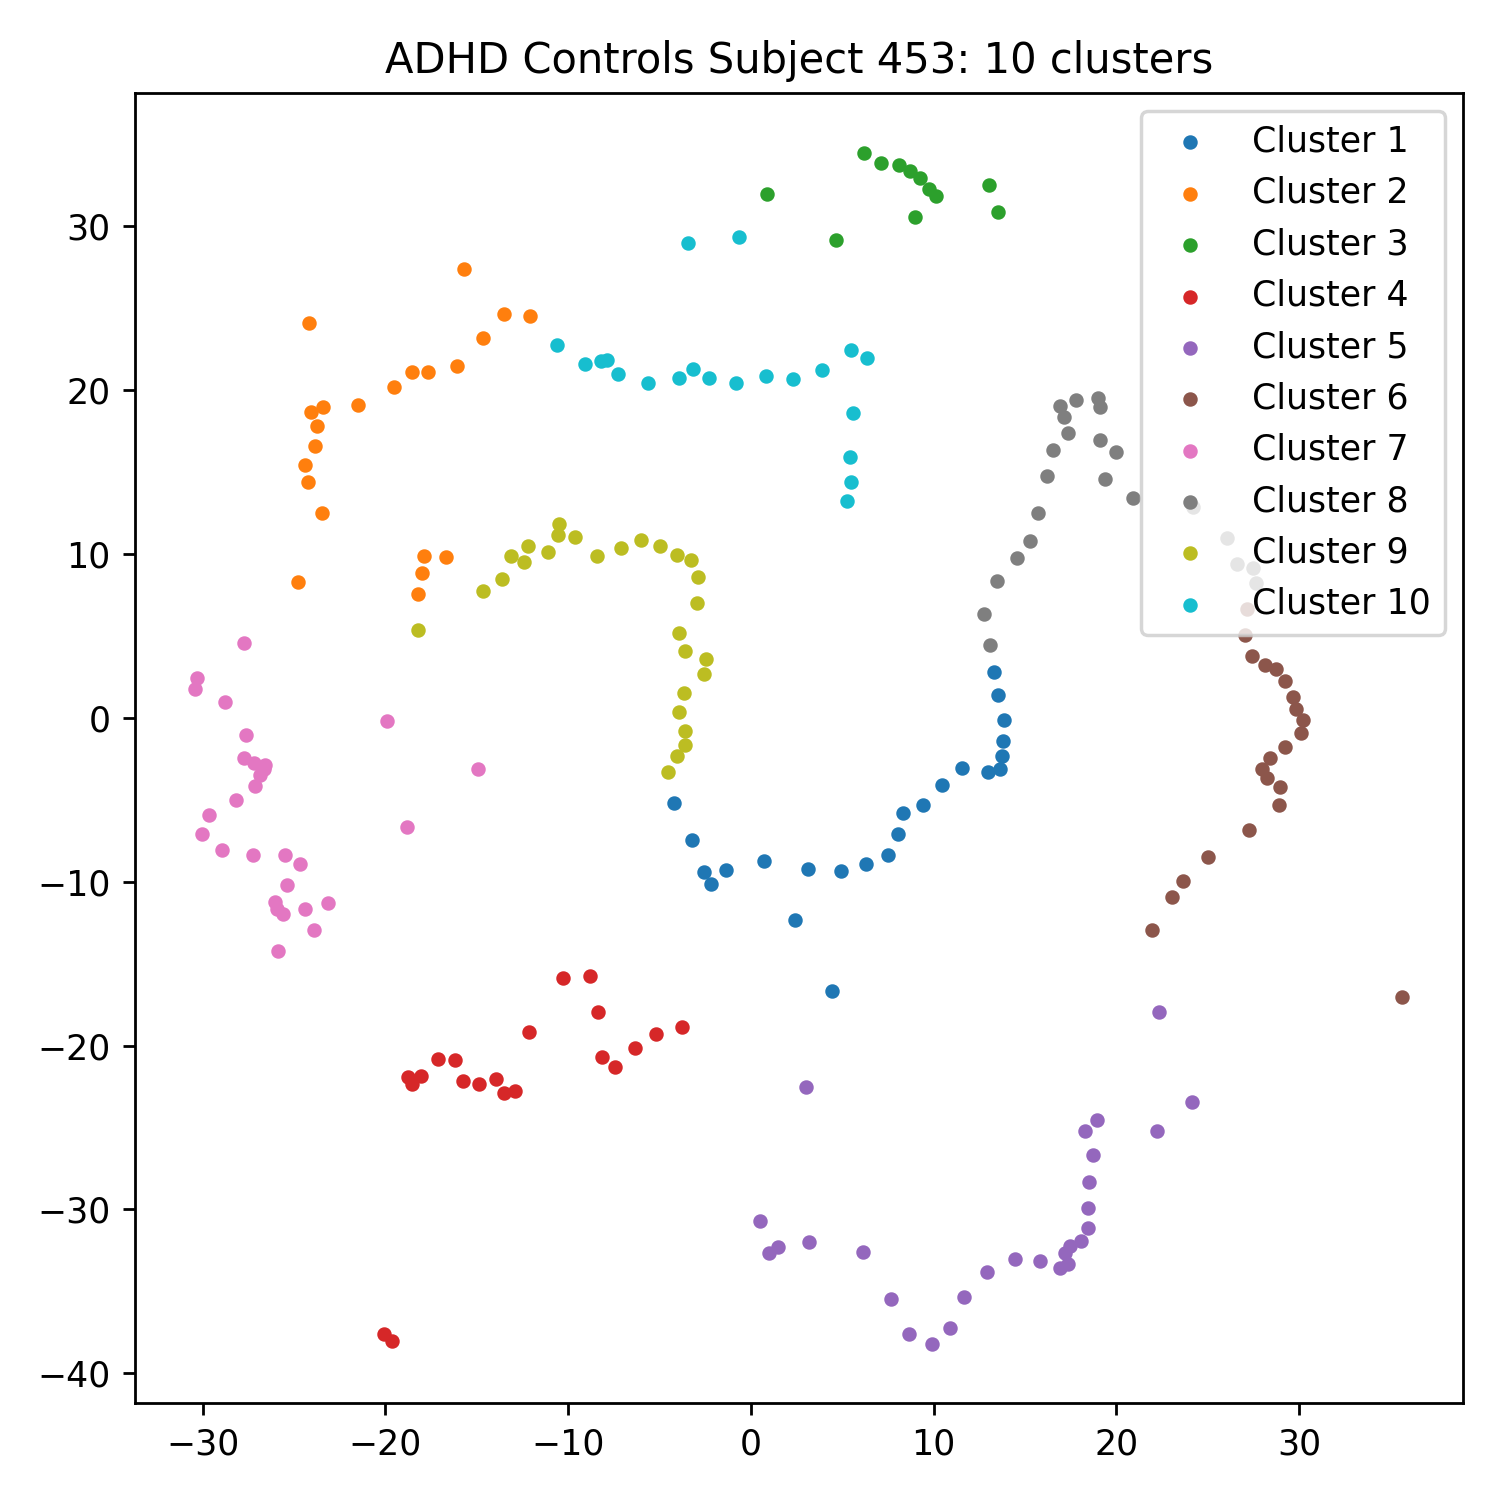 ADHD Controls Subject 453: 10 clusters
Cluster 1
Cluster 2
Cluster 3
Cluster 4
Cluster 5
Cluster 6
Cluster 7
Cluster 8
Cluster 9
Cluster 10
30
20
10
0
−10
−20
−30
−40
−30 −20 −10 0 10 20 30